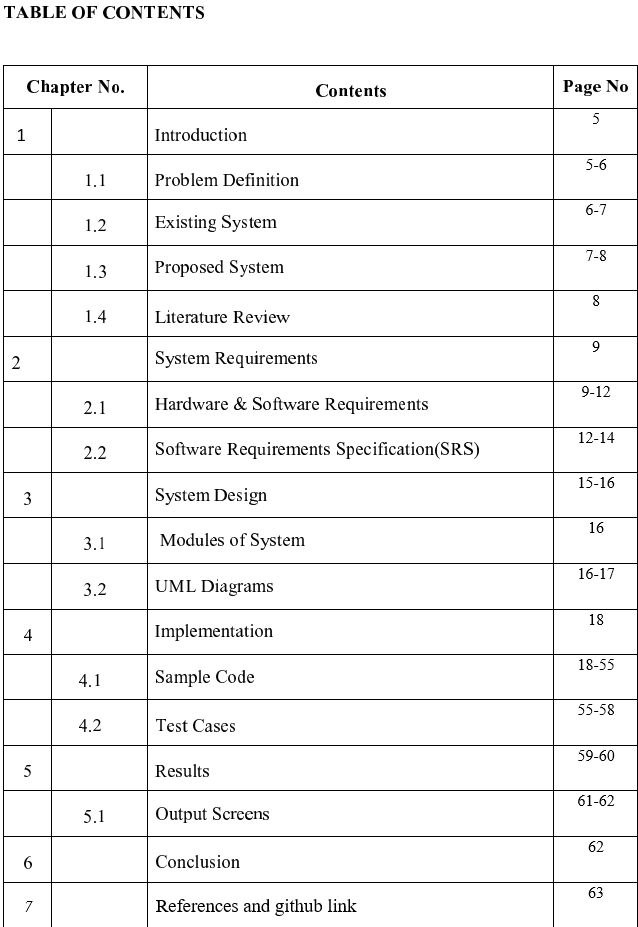 TABLE OF CONTENTS
Chapter No. Contents Page No
1 Introduction 5
1.1 Problem Definition 5-6
1.2 Existing System 6-7
1.3 Proposed System 7-8
1.4 Literature Review 8
2 System Requirements 9
2.1 Hardware & Software Requirements 9-12
2.2 Software Requirements Specification(SRS) 12-14
3 System Design 15-16
3.1 Modules of System 16
3.2 UML Diagrams 16-17
4 Implementation 18
4.1 Sample Code 18-55
4.2 Test Cases 55-58
5 Results 59-60
5.1 Output Screens 61-62
6 Conclusion 62
7 References and github link 63